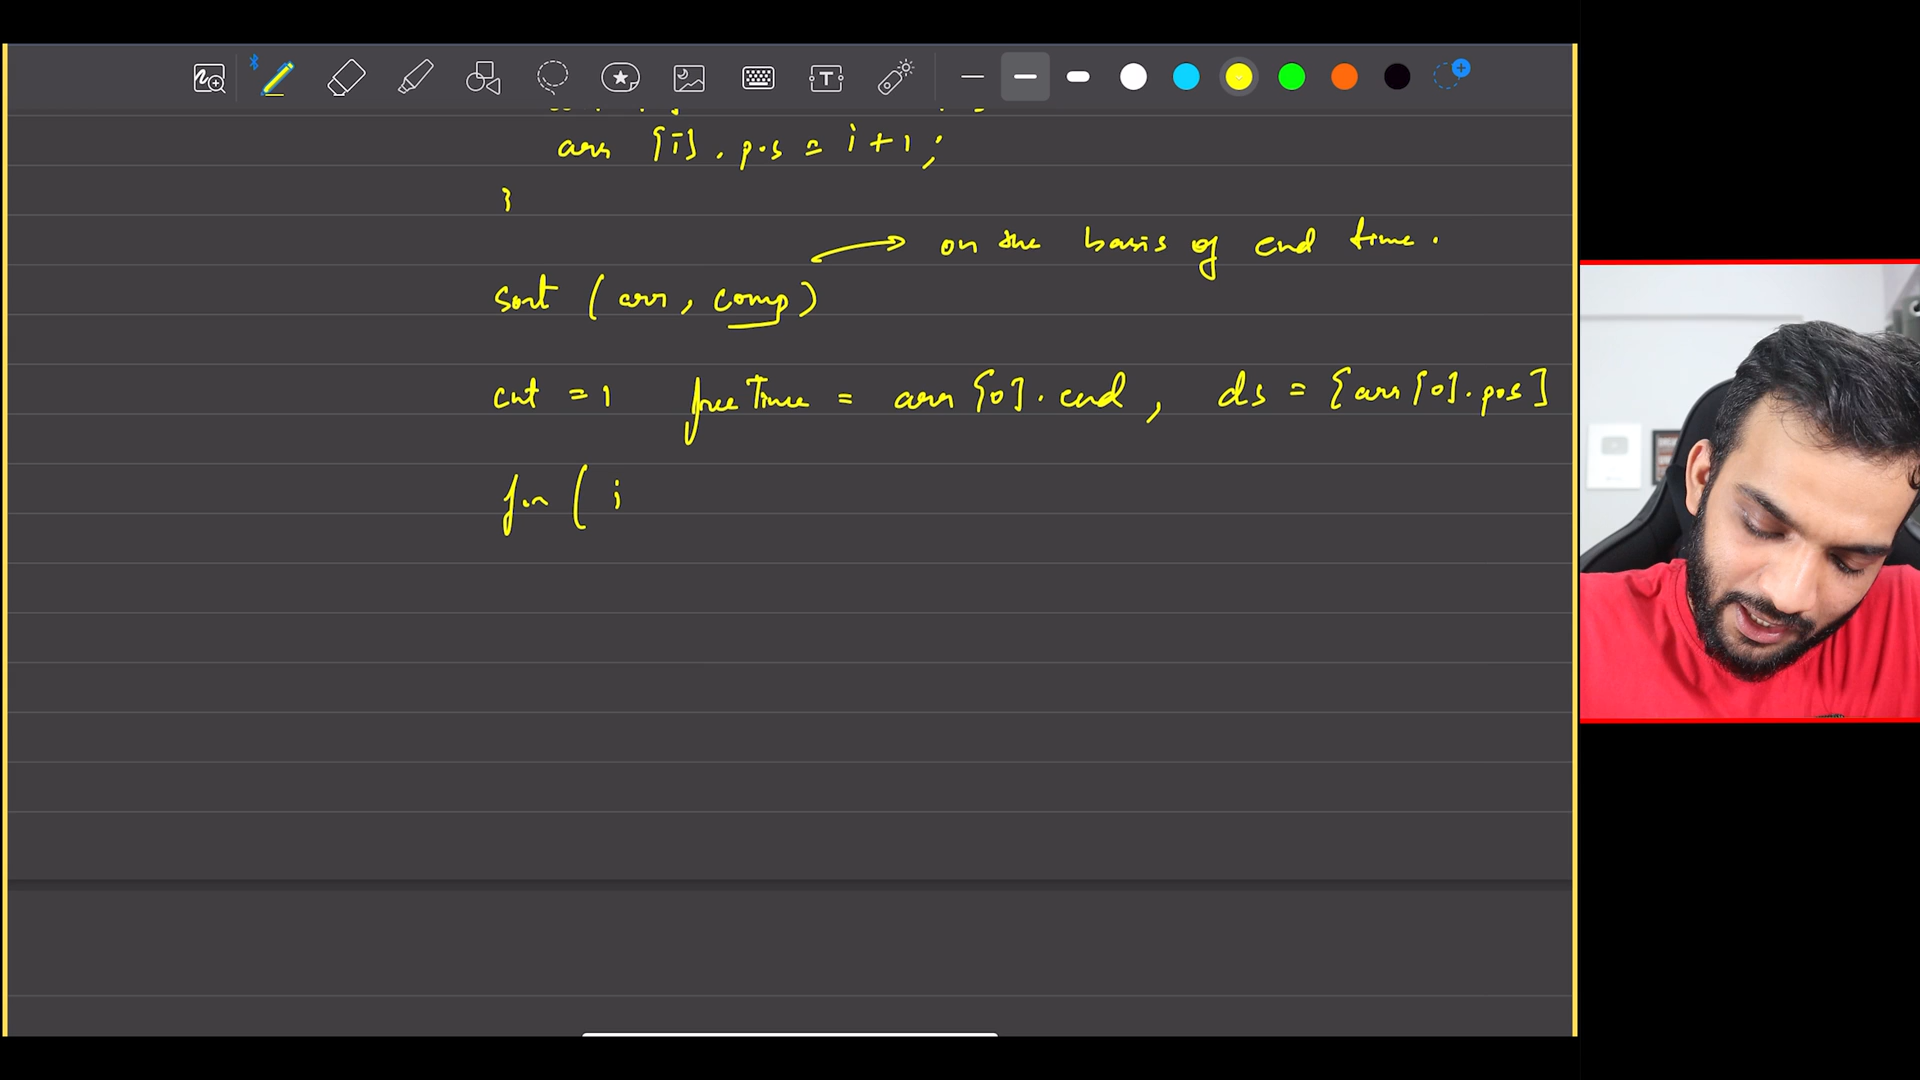 arr [i] . pos = i + 1 ;
}
on the basis of end time .
sort ( arr , comp )
cnt = 1 freeTime = arr [0] . end , ds = [arr [0] . pos]
for ( i